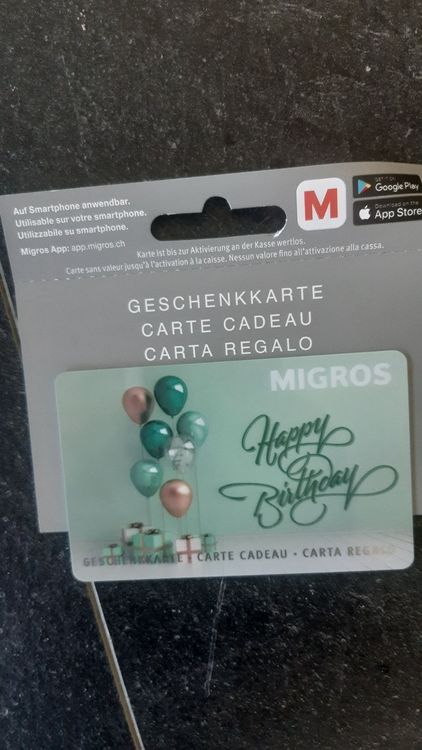 Auf Smartphone anwendbar.
Utilisable sur votre smartphone.
Utilizzabile su smartphone.
Migros App: app.migros.ch
M
GET IT ON
Google Play
Download on the
App Store
Karte ist bis zur Aktivierung an der Kasse wertlos.
Carte sans valeur jusqu'à l'activation à la caisse. Nessun valore fino all'attivazione alla cassa.
GESCHENKKARTE
CARTE CADEAU
CARTA REGALO
MIGROS
Happy
Birthday
GESCHENKKARTE • CARTE CADEAU • CARTA REGALO